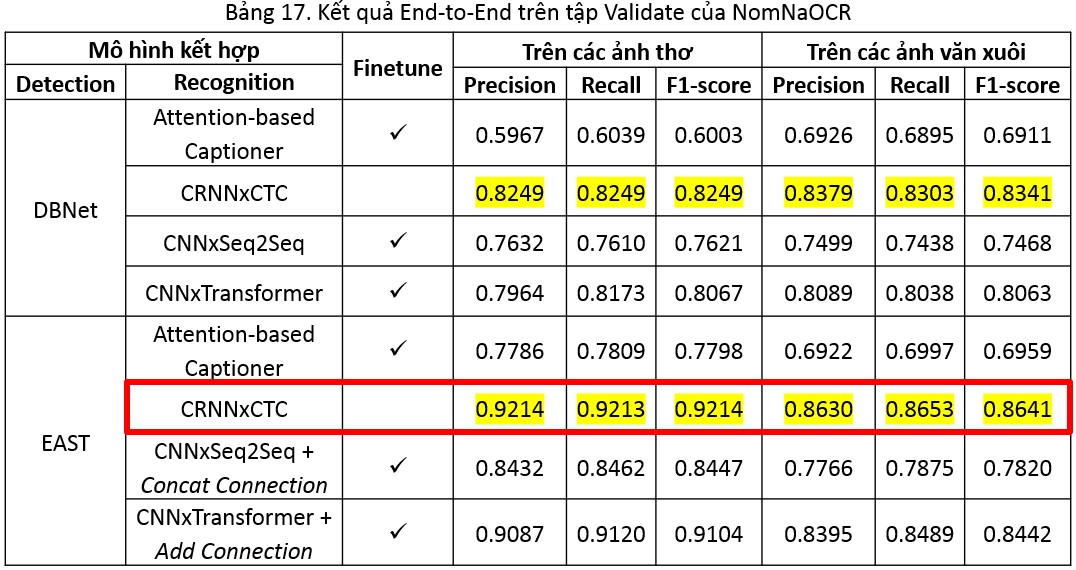 Bảng 17. Kết quả End-to-End trên tập Validate của NomNaOCR
Mô hình kết hợp Finetune Trên các ảnh thơ Trên các ảnh văn xuôi
Detection Recognition Precision Recall F1-score Precision Recall F1-score
DBNet
Attention-based
Captioner ✓ 0.5967 0.6039 0.6003 0.6926 0.6895 0.6911
CRNNxCTC 0.8249 0.8249 0.8249 0.8379 0.8303 0.8341
CNNxSeq2Seq ✓ 0.7632 0.7610 0.7621 0.7499 0.7438 0.7468
CNNxTransformer ✓ 0.7964 0.8173 0.8067 0.8089 0.8038 0.8063
EAST
Attention-based
Captioner ✓ 0.7786 0.7809 0.7798 0.6922 0.6997 0.6959
CRNNxCTC 0.9214 0.9213 0.9214 0.8630 0.8653 0.8641
CNNxSeq2Seq +
Concat Connection ✓ 0.8432 0.8462 0.8447 0.7766 0.7875 0.7820
CNNxTransformer +
Add Connection ✓ 0.9087 0.9120 0.9104 0.8395 0.8489 0.8442